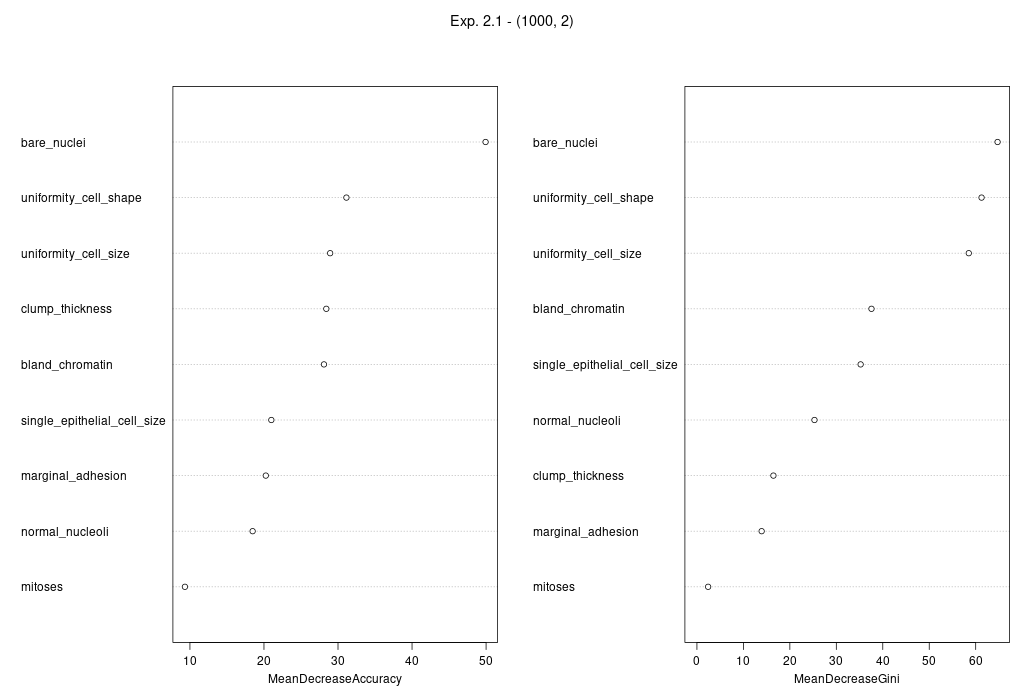 Exp. 2.1 - (1000, 2)
bare_nuclei
uniformity_cell_shape
uniformity_cell_size
clump_thickness
bland_chromatin
single_epithelial_cell_size
marginal_adhesion
normal_nucleoli
mitoses
10 20 30 40 50
MeanDecreaseAccuracy
bare_nuclei
uniformity_cell_shape
uniformity_cell_size
bland_chromatin
single_epithelial_cell_size
normal_nucleoli
clump_thickness
marginal_adhesion
mitoses
0 10 20 30 40 50 60
MeanDecreaseGini